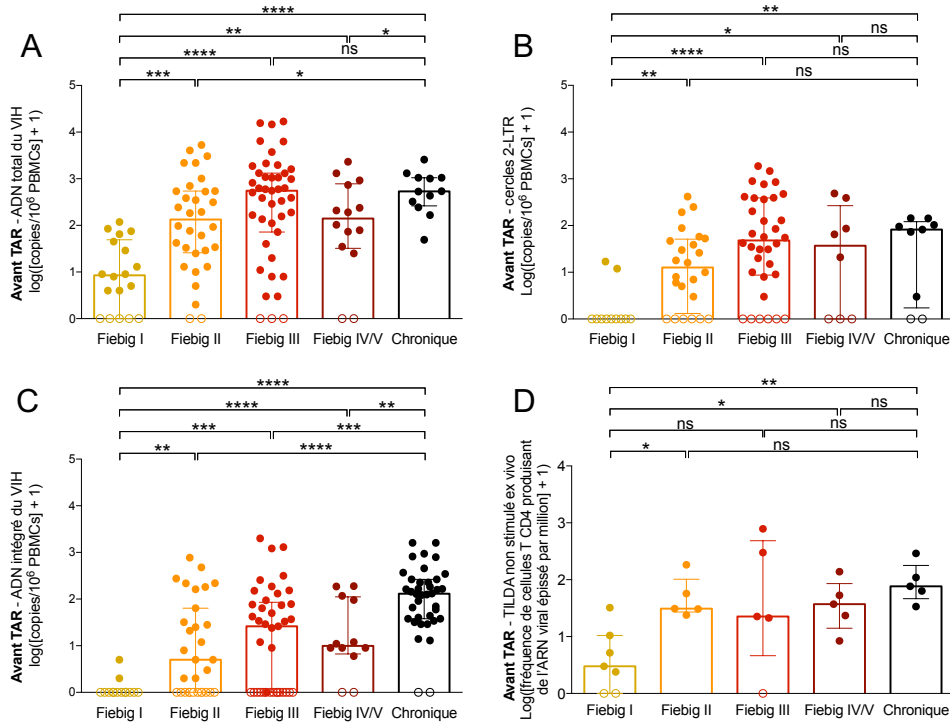 A
****
**
*
****
ns
***
*
Avant TAR - ADN total du VIH
log([copies/10⁶ PBMCs] + 1)
5
4
3
2
1
0
Fiebig I
Fiebig II
Fiebig III
Fiebig IV/V
Chronique
B
**
*
ns
****
ns
**
ns
Avant TAR - cercles 2-LTR
Log([copies/10⁶ PBMCs] + 1)
5
4
3
2
1
0
Fiebig I
Fiebig II
Fiebig III
Fiebig IV/V
Chronique
C
****
****
**
***
***
**
****
Avant TAR - ADN intégré du VIH
log([copies/10⁶ PBMCs] + 1)
5
4
3
2
1
0
Fiebig I
Fiebig II
Fiebig III
Fiebig IV/V
Chronique
D
**
*
ns
ns
ns
*
ns
Avant TAR - TILDA non stimulé ex vivo
Log([fréquence de cellules T CD4 produisant
de l'ARN viral épissé par million] + 1)
4
3
2
1
0
Fiebig I
Fiebig II
Fiebig III
Fiebig IV/V
Chronique